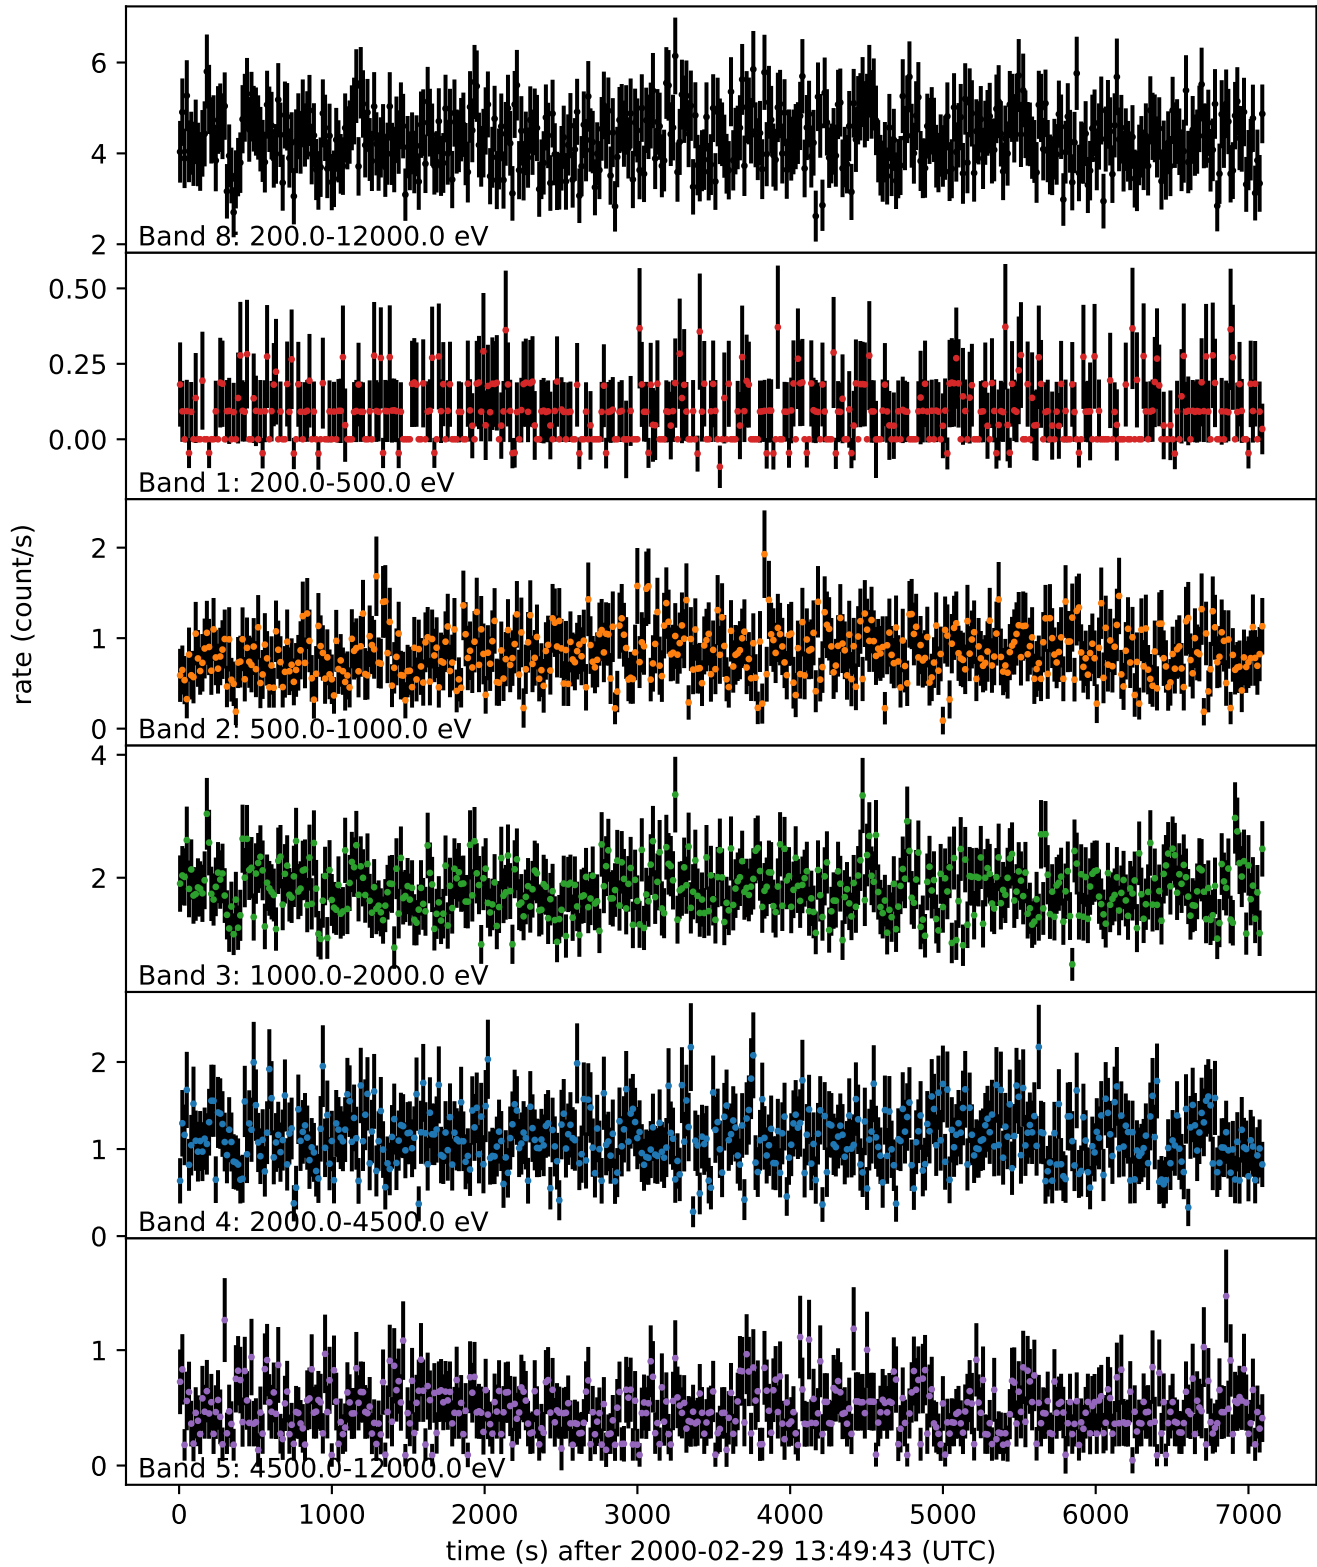 6
4
2
Band 8: 200.0-12000.0 eV
0.50
0.25
0.00
Band 1: 200.0-500.0 eV
rate (count/s)
2
1
0
Band 2: 500.0-1000.0 eV
4
2
Band 3: 1000.0-2000.0 eV
2
1
0
Band 4: 2000.0-4500.0 eV
1
0
Band 5: 4500.0-12000.0 eV
0 1000 2000 3000 4000 5000 6000 7000
time (s) after 2000-02-29 13:49:43 (UTC)